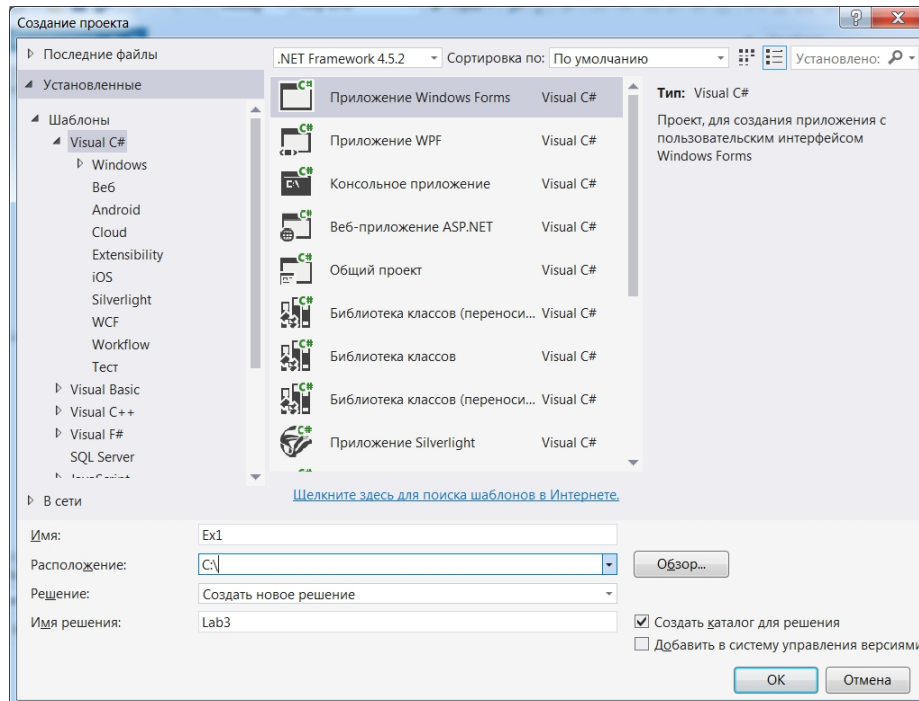 Создание проекта
Последние файлы
.NET Framework 4.5.2 Сортировка по: По умолчанию Установлено:
Установленные
Шаблоны
Visual C#
Windows
Веб
Android
Cloud
Extensibility
iOS
Silverlight
WCF
Workflow
Тест
Visual Basic
Visual C++
Visual F#
SQL Server
JavaScript
В сети
C# Приложение Windows Forms Visual C#
C# Приложение WPF Visual C#
C# Консольное приложение Visual C#
C# Веб-приложение ASP.NET Visual C#
C# Общий проект Visual C#
C# Библиотека классов (переноси... Visual C#
C# Библиотека классов Visual C#
C# Библиотека классов (переноси... Visual C#
C# Приложение Silverlight Visual C#
Щелкните здесь для поиска шаблонов в Интернете.
Тип: Visual C#
Проект, для создания приложения с
пользовательским интерфейсом
Windows Forms
Имя: Ex1
Расположение: C:\ Обзор...
Решение: Создать новое решение
Имя решения: Lab3
Создать каталог для решения
Добавить в систему управления версиями
ОК Отмена